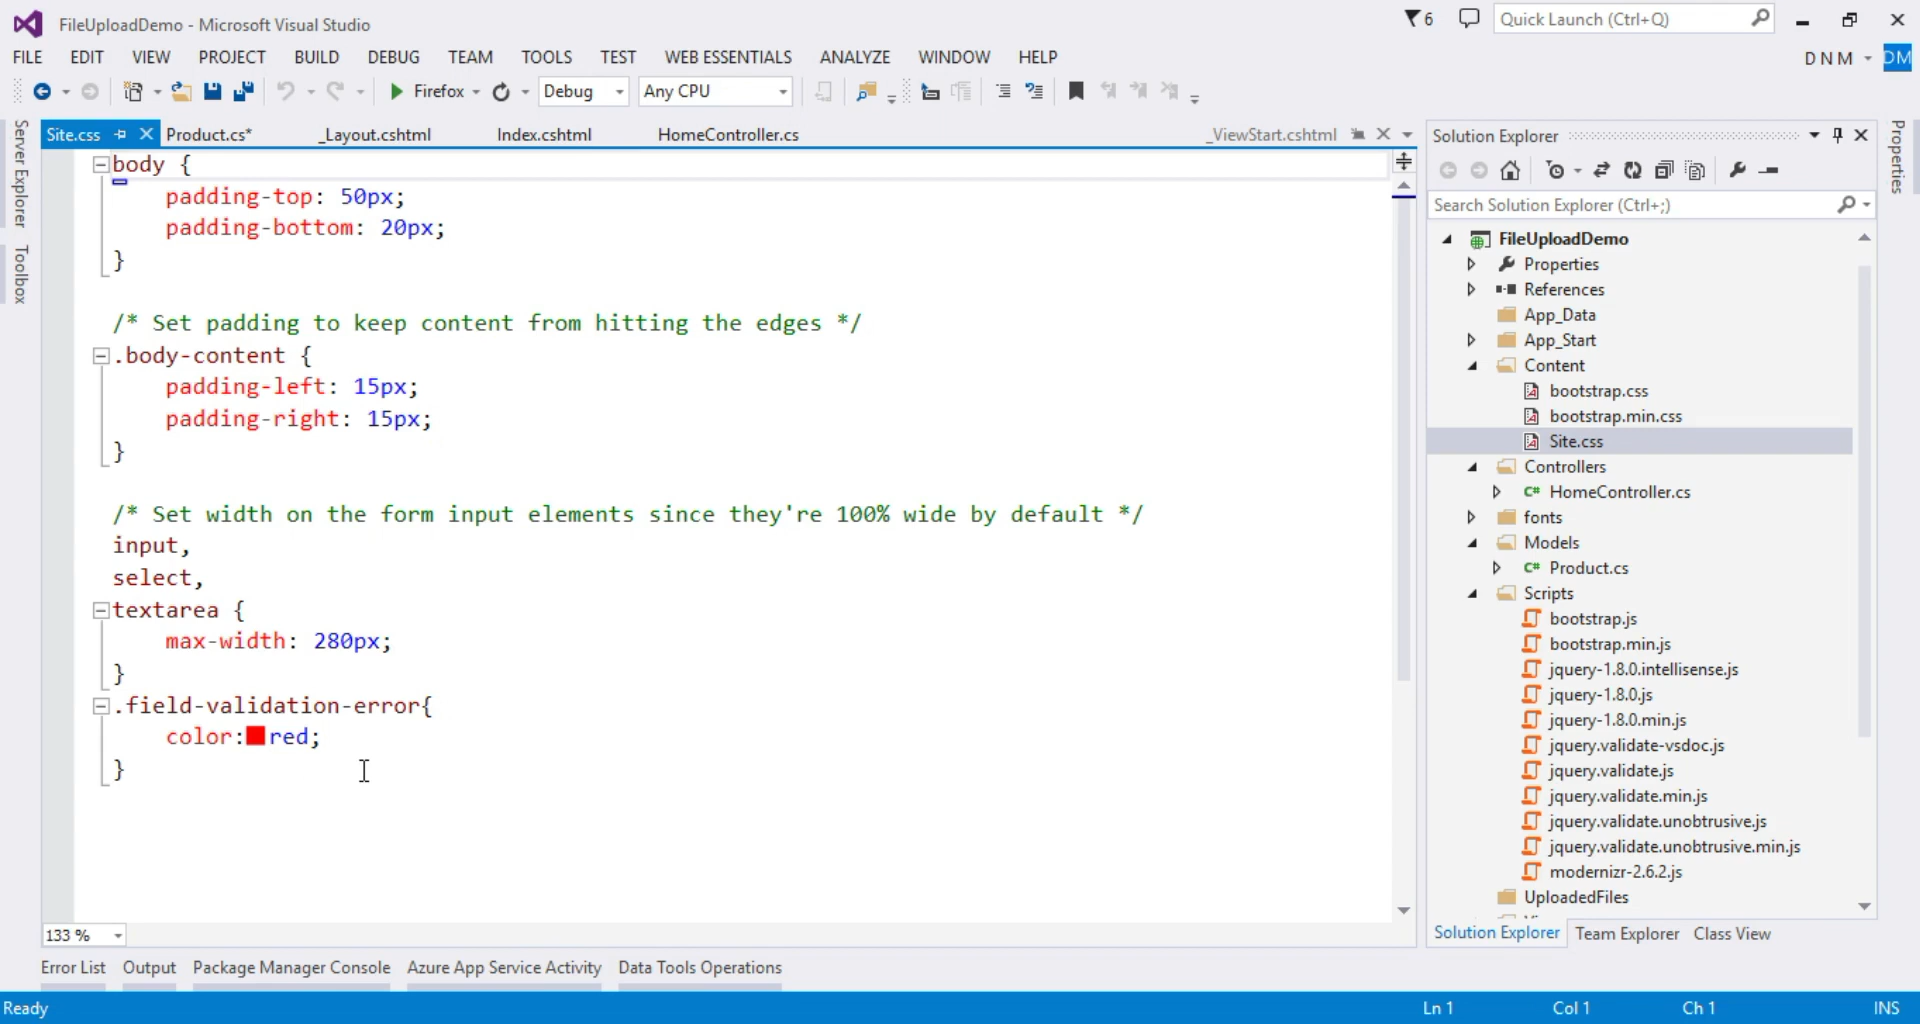 FileUploadDemo - Microsoft Visual Studio
6
Quick Launch (Ctrl+Q)
FILE EDIT VIEW PROJECT BUILD DEBUG TEAM TOOLS TEST WEB ESSENTIALS ANALYZE WINDOW HELP
D N M DM
Firefox Debug Any CPU
Server Explorer
Toolbox
Site.css Product.cs* _Layout.cshtml Index.cshtml HomeController.cs _ViewStart.cshtml
body {
padding-top: 50px;
padding-bottom: 20px;
}
/* Set padding to keep content from hitting the edges */
.body-content {
padding-left: 15px;
padding-right: 15px;
}
/* Set width on the form input elements since they're 100% wide by default */
input,
select,
textarea {
max-width: 280px;
}
.field-validation-error{
color: red;
}
133 %
Solution Explorer
Search Solution Explorer (Ctrl+;)
FileUploadDemo
Properties
References
App_Data
App_Start
Content
bootstrap.css
bootstrap.min.css
Site.css
Controllers
C# HomeController.cs
fonts
Models
C# Product.cs
Scripts
bootstrap.js
bootstrap.min.js
jquery-1.8.0.intellisense.js
jquery-1.8.0.js
jquery-1.8.0.min.js
jquery.validate-vsdoc.js
jquery.validate.js
jquery.validate.min.js
jquery.validate.unobtrusive.js
jquery.validate.unobtrusive.min.js
modernizr-2.6.2.js
UploadedFiles
Solution Explorer Team Explorer Class View
Properties
Error List Output Package Manager Console Azure App Service Activity Data Tools Operations
Ready Ln 1 Col 1 Ch 1 INS